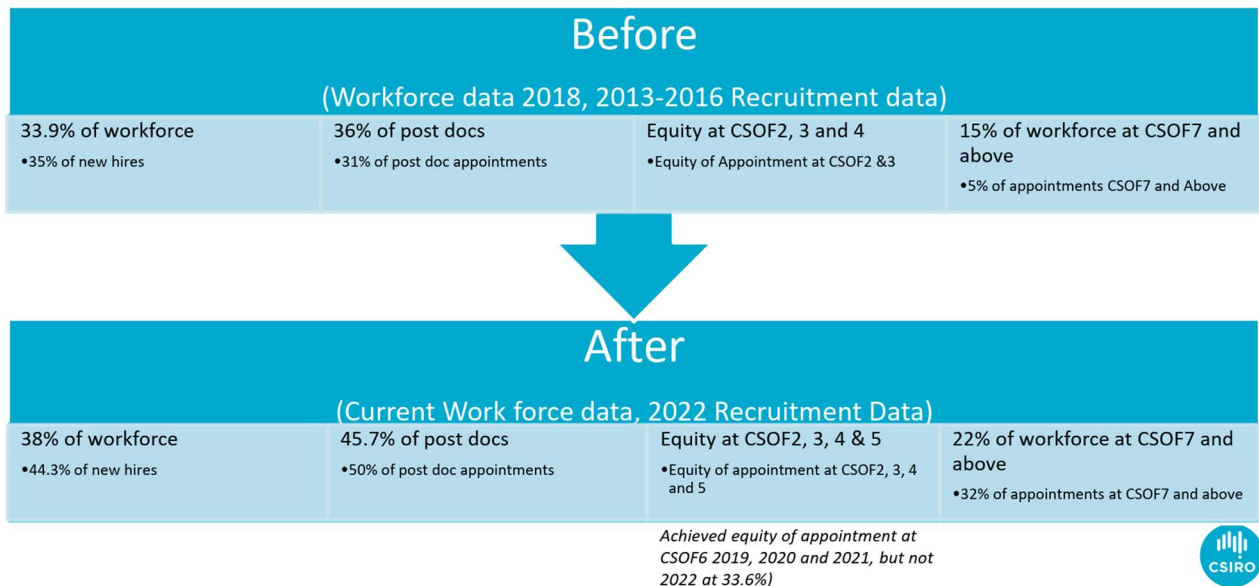 Before
(Workforce data 2018, 2013-2016 Recruitment data)
33.9% of workforce
•35% of new hires
36% of post docs
•31% of post doc appointments
Equity at CSOF2, 3 and 4
•Equity of Appointment at CSOF2 &3
15% of workforce at CSOF7 and
above
•5% of appointments CSOF7 and Above
After
(Current Work force data, 2022 Recruitment Data)
38% of workforce
•44.3% of new hires
45.7% of post docs
•50% of post doc appointments
Equity at CSOF2, 3, 4 & 5
•Equity of appointment at CSOF2, 3, 4
and 5
22% of workforce at CSOF7 and
above
•32% of appointments at CSOF7 and above
Achieved equity of appointment at
CSOF6 2019, 2020 and 2021, but not
2022 at 33.6%)
CSIRO